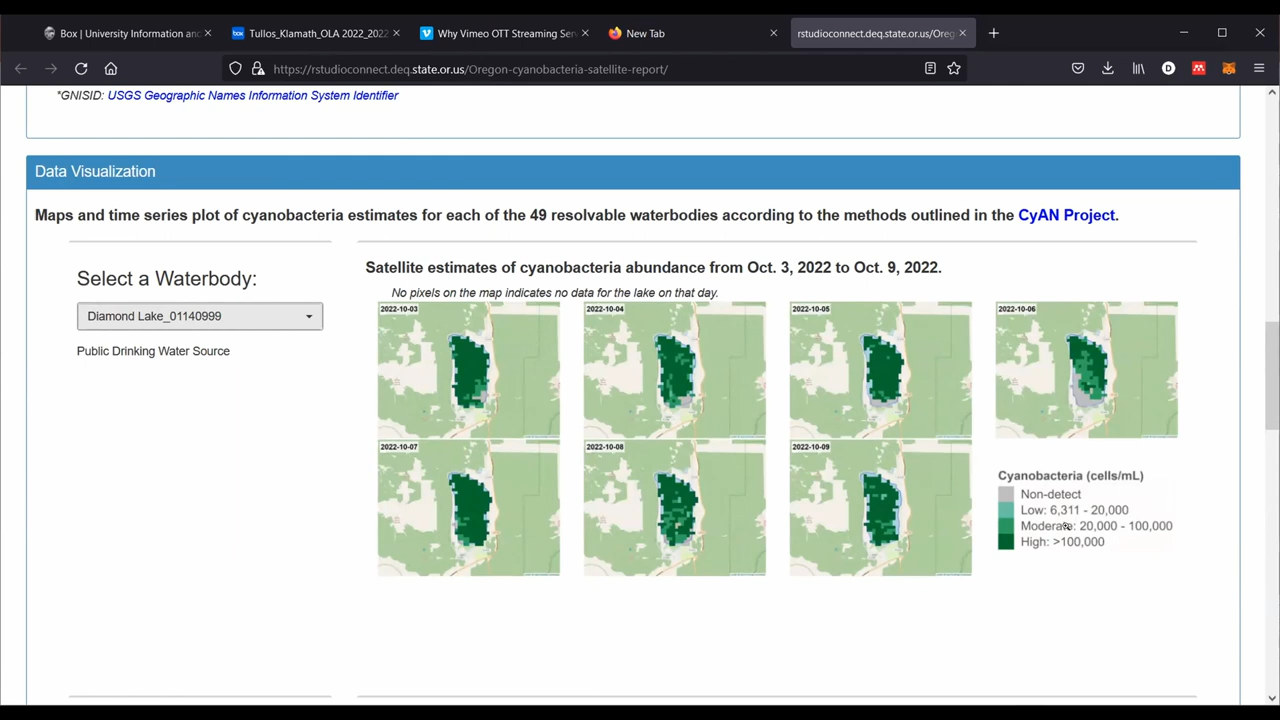 Box | University Information and
Tullos_Klamath_OLA 2022_2022
Why Vimeo OTT Streaming Serv
New Tab
rstudioconnect.deq.state.or.us/Oreg
https://rstudioconnect.deq.state.or.us/Oregon-cyanobacteria-satellite-report/
*GNISID: USGS Geographic Names Information System Identifier
Data Visualization
Maps and time series plot of cyanobacteria estimates for each of the 49 resolvable waterbodies according to the methods outlined in the CyAN Project.
Select a Waterbody:
Diamond Lake_01140999
Public Drinking Water Source
Satellite estimates of cyanobacteria abundance from Oct. 3, 2022 to Oct. 9, 2022.
No pixels on the map indicates no data for the lake on that day.
2022-10-03
2022-10-04
2022-10-05
2022-10-06
2022-10-07
2022-10-08
2022-10-09
Cyanobacteria (cells/mL)
Non-detect
Low: 6,311 - 20,000
Moderate: 20,000 - 100,000
High: >100,000